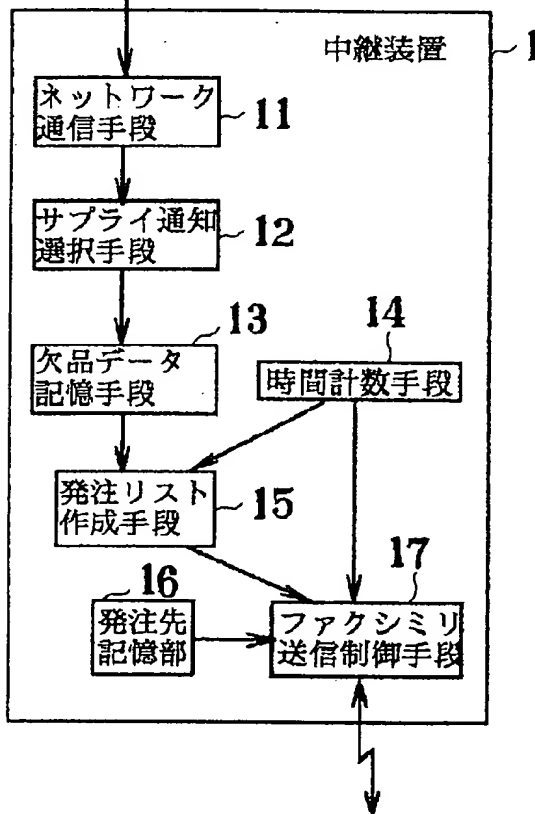 中継装置
1
ネットワーク
通信手段
11
サプライ通知
選択手段
12
13
欠品データ
記憶手段
14
時間計数手段
発注リスト
作成手段
15
16
発注先
記憶部
17
ファクシミリ
送信制御手段